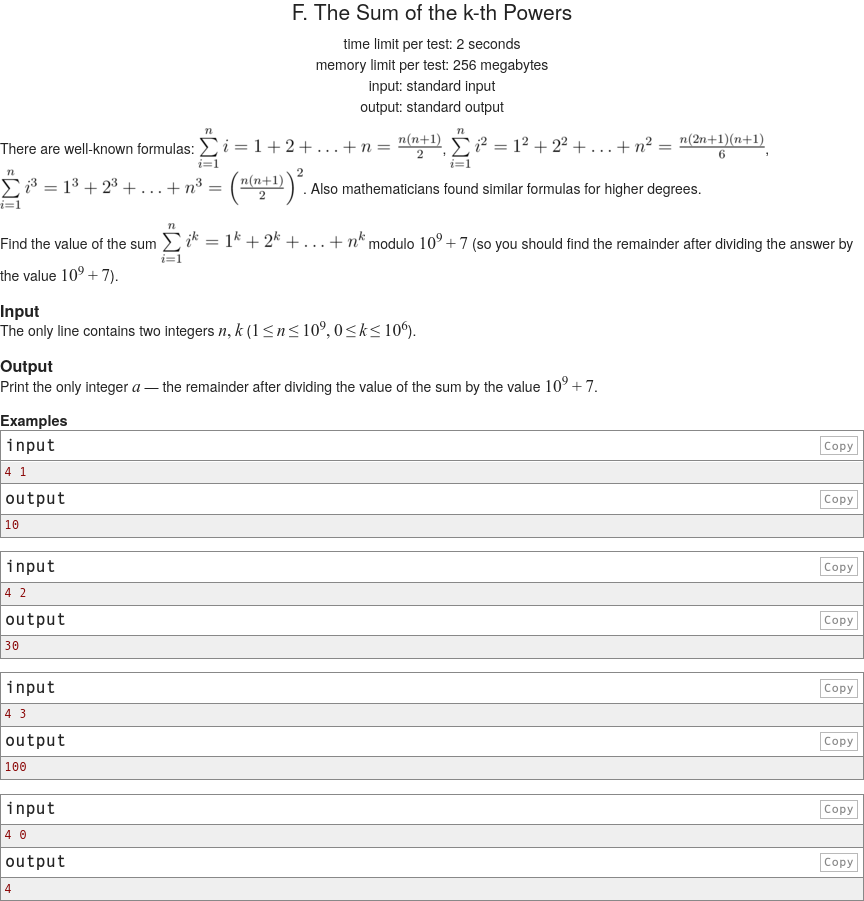 F. The Sum of the k-th Powers
time limit per test: 2 seconds
memory limit per test: 256 megabytes
input: standard input
output: standard output
There are well-known formulas: \sum_{i=1}^{n} i = 1 + 2 + . . . + n = \frac{n(n+1)}{2}, \sum_{i=1}^{n} i^2 = 1^2 + 2^2 + . . . + n^2 = \frac{n(2n+1)(n+1)}{6},
\sum_{i=1}^{n} i^3 = 1^3 + 2^3 + . . . + n^3 = \left(\frac{n(n+1)}{2}\right)^2. Also mathematicians found similar formulas for higher degrees.
Find the value of the sum \sum_{i=1}^{n} i^k = 1^k + 2^k + . . . + n^k modulo 10^9 + 7 (so you should find the remainder after dividing the answer by
the value 10^9 + 7).
Input
The only line contains two integers n, k (1 ≤ n ≤ 10^9, 0 ≤ k ≤ 10^6).
Output
Print the only integer a — the remainder after dividing the value of the sum by the value 10^9 + 7.
Examples
input Copy
4 1
output Copy
10
input Copy
4 2
output Copy
30
input Copy
4 3
output Copy
100
input Copy
4 0
output Copy
4